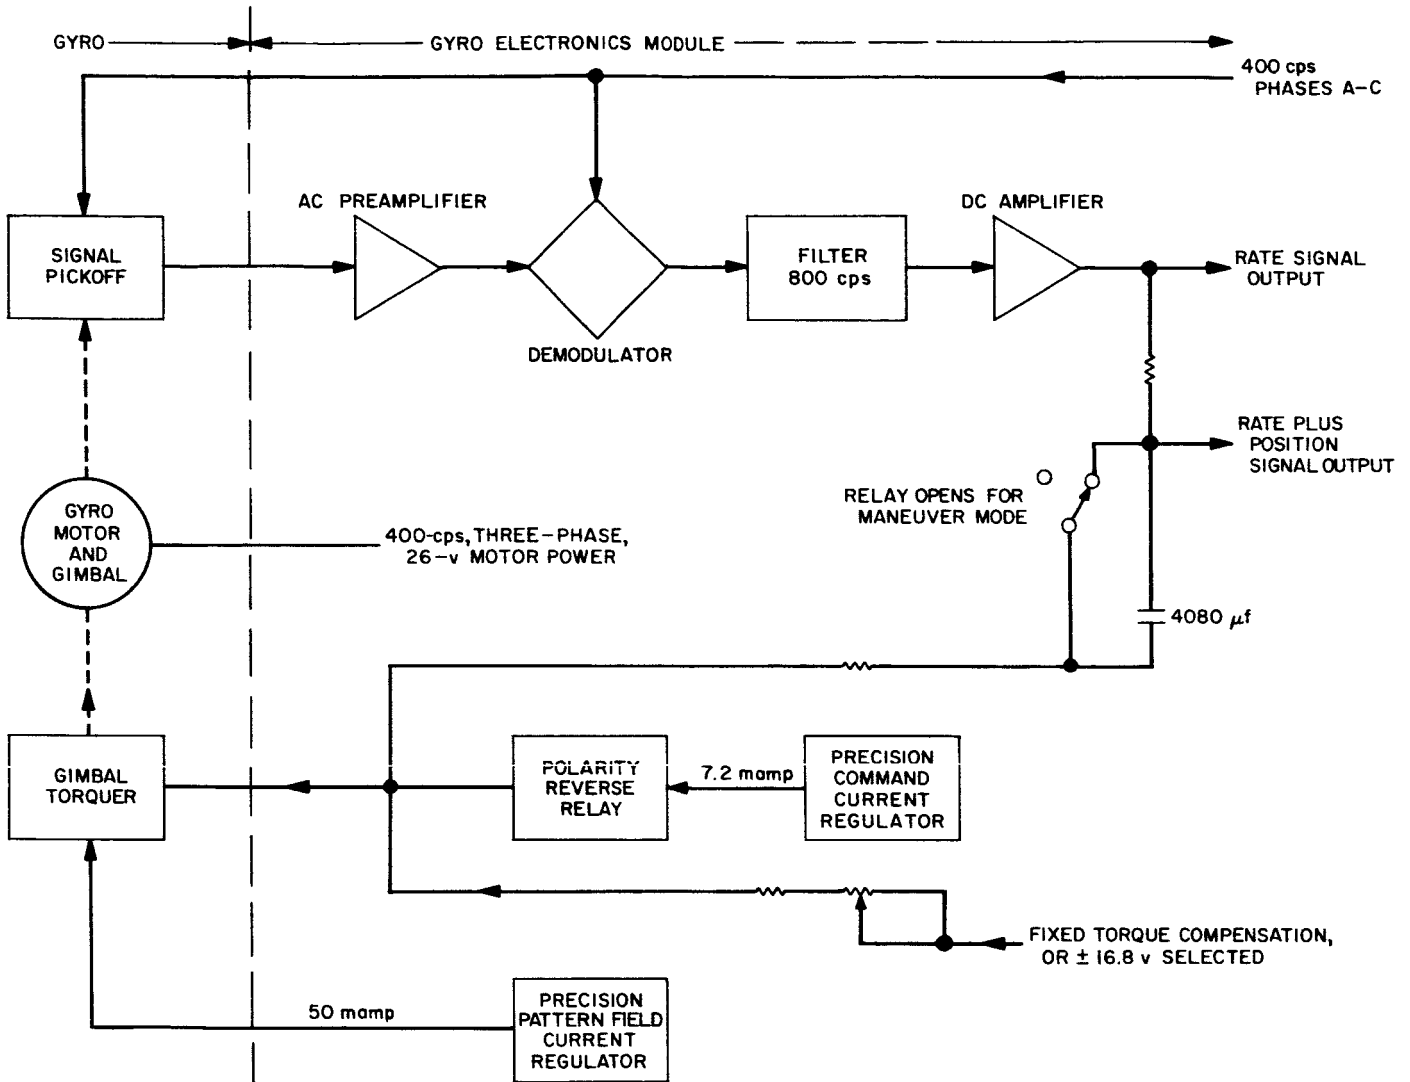 GYRO
GYRO ELECTRONICS MODULE
400 cps
PHASES A-C
AC PREAMPLIFIER
DC AMPLIFIER
SIGNAL
PICKOFF
FILTER
800 cps
RATE SIGNAL
OUTPUT
DEMODULATOR
RATE PLUS
POSITION
SIGNAL OUTPUT
RELAY OPENS FOR
MANEUVER MODE
GYRO
MOTOR
AND
GIMBAL
400-cps, THREE-PHASE,
26-v MOTOR POWER
4080 μf
GIMBAL
TORQUER
POLARITY
REVERSE
RELAY
7.2 mamp
PRECISION
COMMAND
CURRENT
REGULATOR
FIXED TORQUE COMPENSATION,
OR ± 16.8 v SELECTED
50 mamp
PRECISION
PATTERN FIELD
CURRENT
REGULATOR